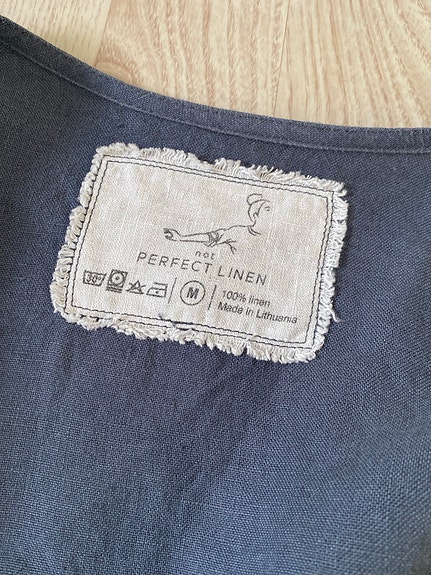 not
PERFECT LINEN
30° M 100% linen
Made in Lithuania